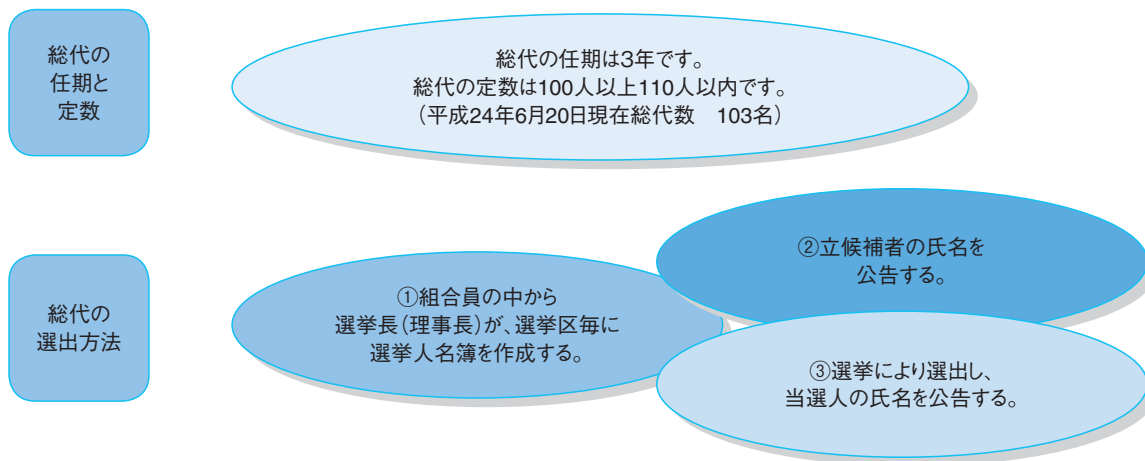 総代の
任期と
定数
総代の任期は3年です。
総代の定数は100人以上110人以内です。
（平成24年6月20日現在総代数　103名）
総代の
選出方法
①組合員の中から
選挙長（理事長）が、選挙区毎に
選挙人名簿を作成する。
②立候補者の氏名を
公告する。
③選挙により選出し、
当選人の氏名を公告する。